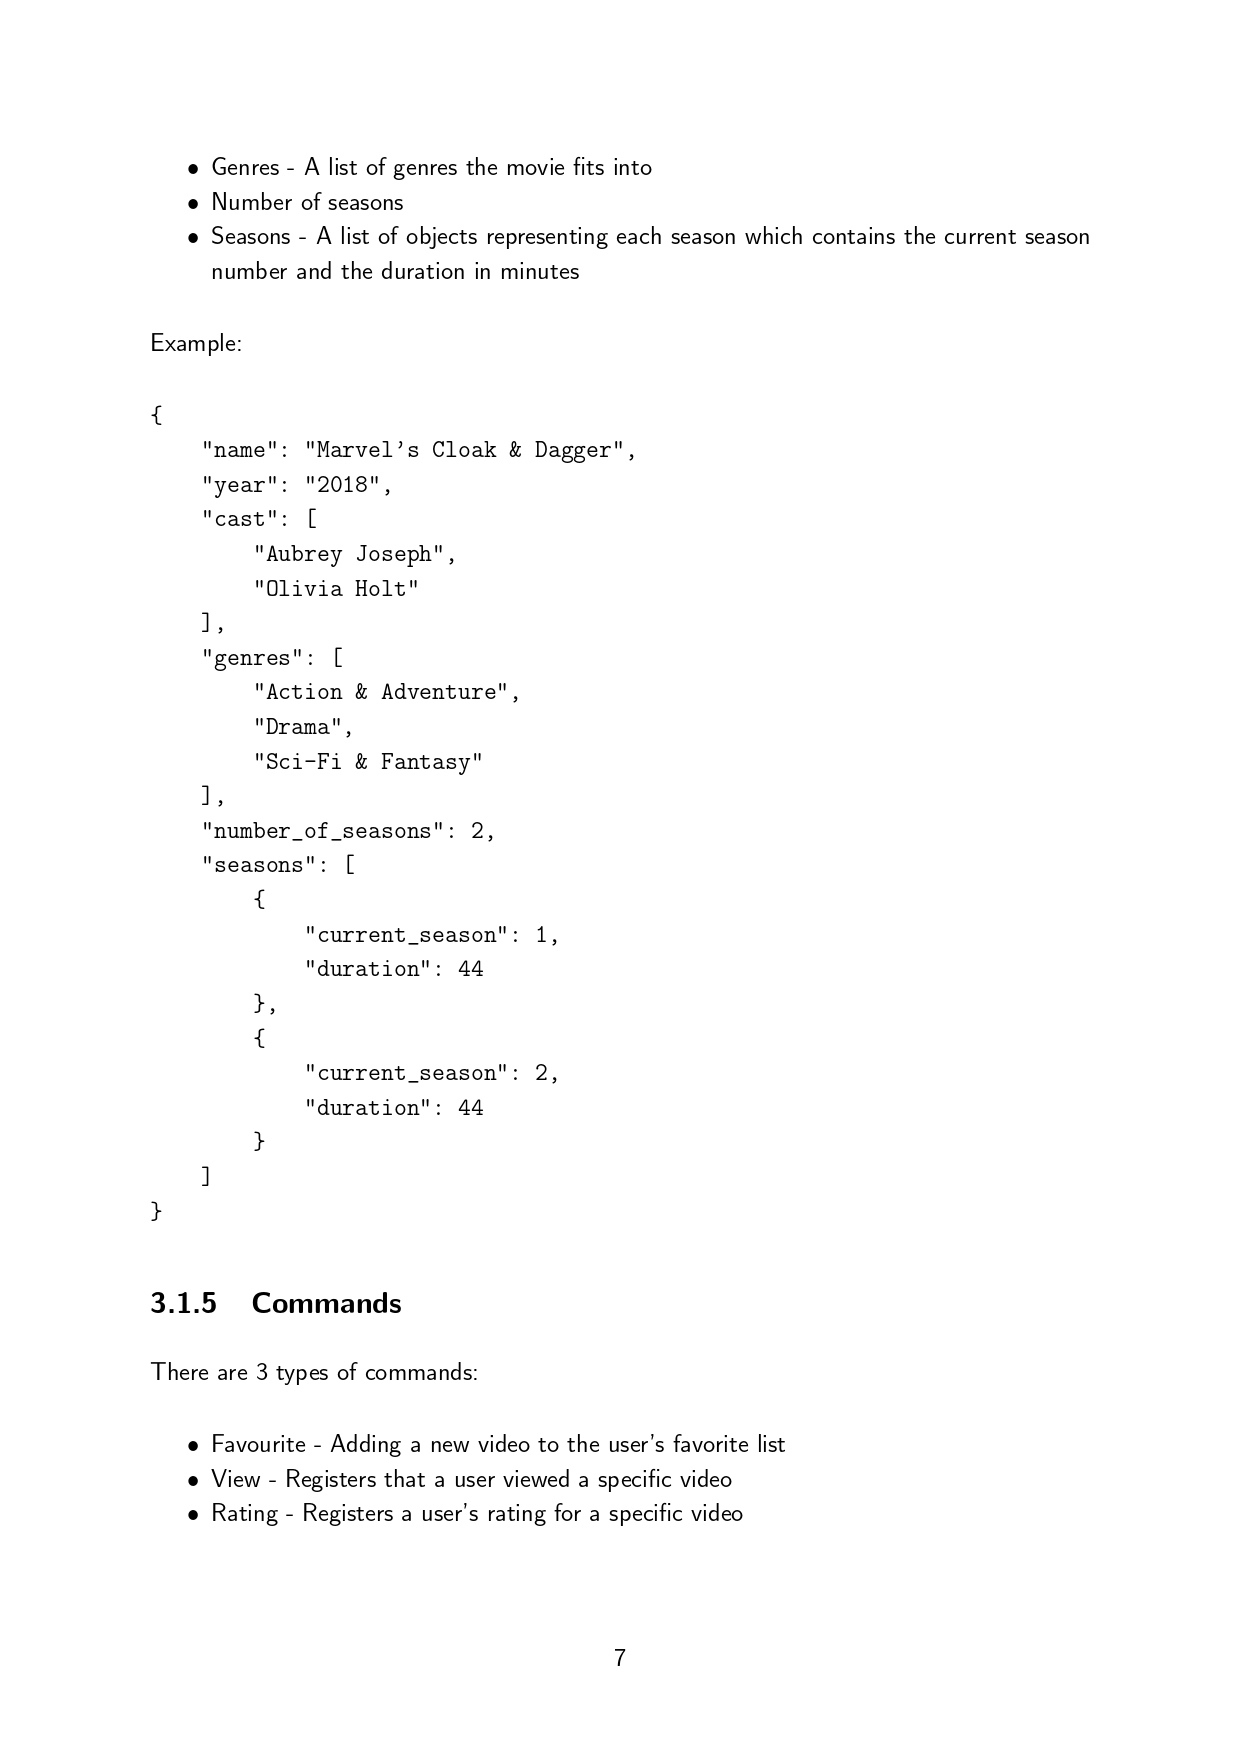 • Genres - A list of genres the movie fits into
• Number of seasons
• Seasons - A list of objects representing each season which contains the current season
number and the duration in minutes
Example:
{
    "name": "Marvel’s Cloak & Dagger",
    "year": "2018",
    "cast": [
        "Aubrey Joseph",
        "Olivia Holt"
    ],
    "genres": [
        "Action & Adventure",
        "Drama",
        "Sci-Fi & Fantasy"
    ],
    "number_of_seasons": 2,
    "seasons": [
        {
            "current_season": 1,
            "duration": 44
        },
        {
            "current_season": 2,
            "duration": 44
        }
    ]
}
3.1.5 Commands
There are 3 types of commands:
• Favourite - Adding a new video to the user’s favorite list
• View - Registers that a user viewed a specific video
• Rating - Registers a user’s rating for a specific video
7